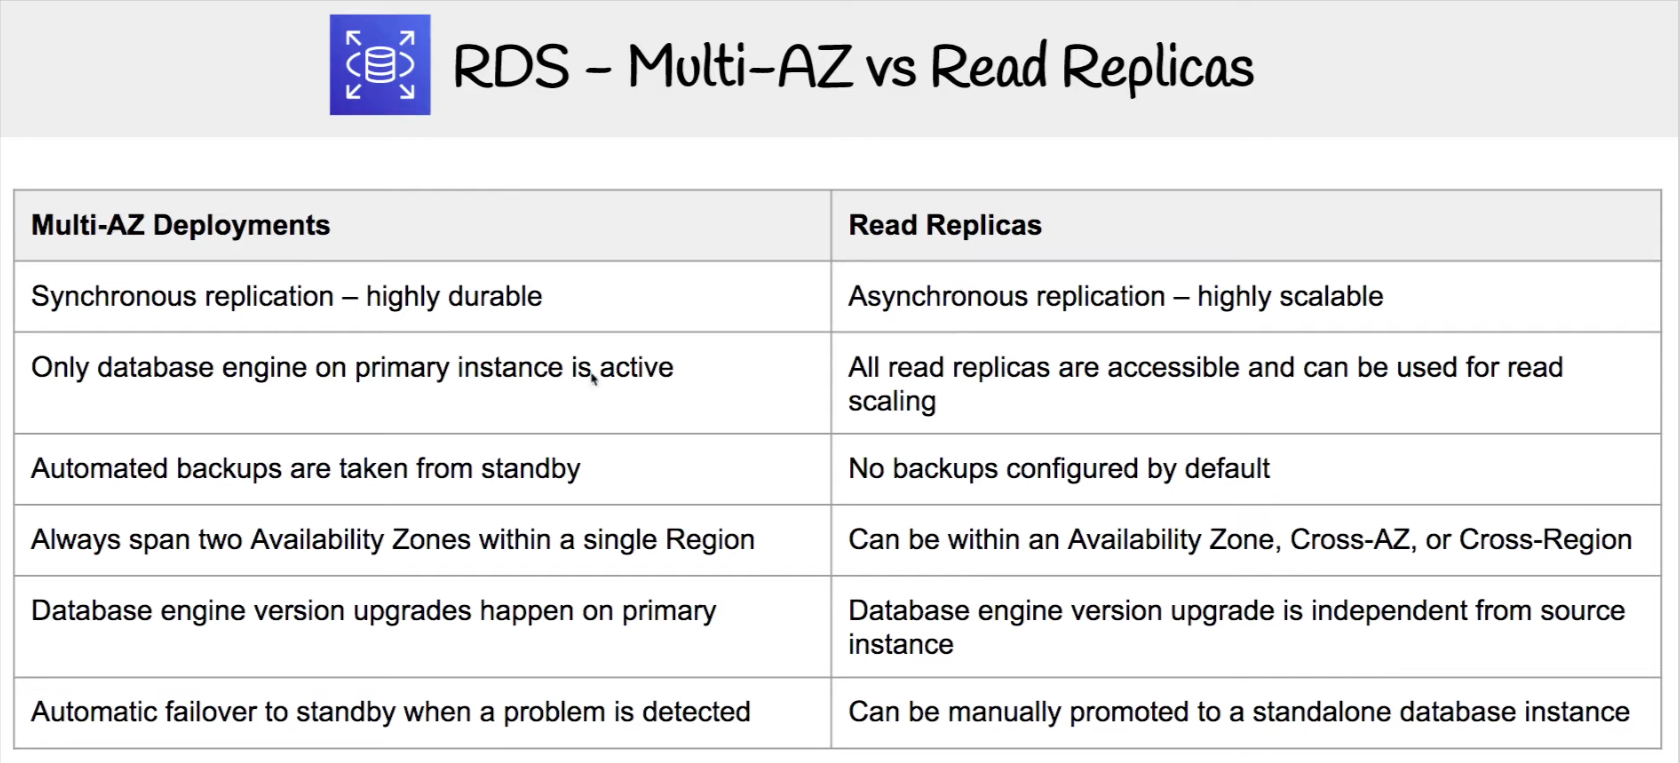 RDS – Multi-AZ vs Read Replicas
Multi-AZ Deployments
Read Replicas
Synchronous replication – highly durable
Asynchronous replication – highly scalable
Only database engine on primary instance is active
All read replicas are accessible and can be used for read
scaling
Automated backups are taken from standby
No backups configured by default
Always span two Availability Zones within a single Region
Can be within an Availability Zone, Cross-AZ, or Cross-Region
Database engine version upgrades happen on primary
Database engine version upgrade is independent from source
instance
Automatic failover to standby when a problem is detected
Can be manually promoted to a standalone database instance